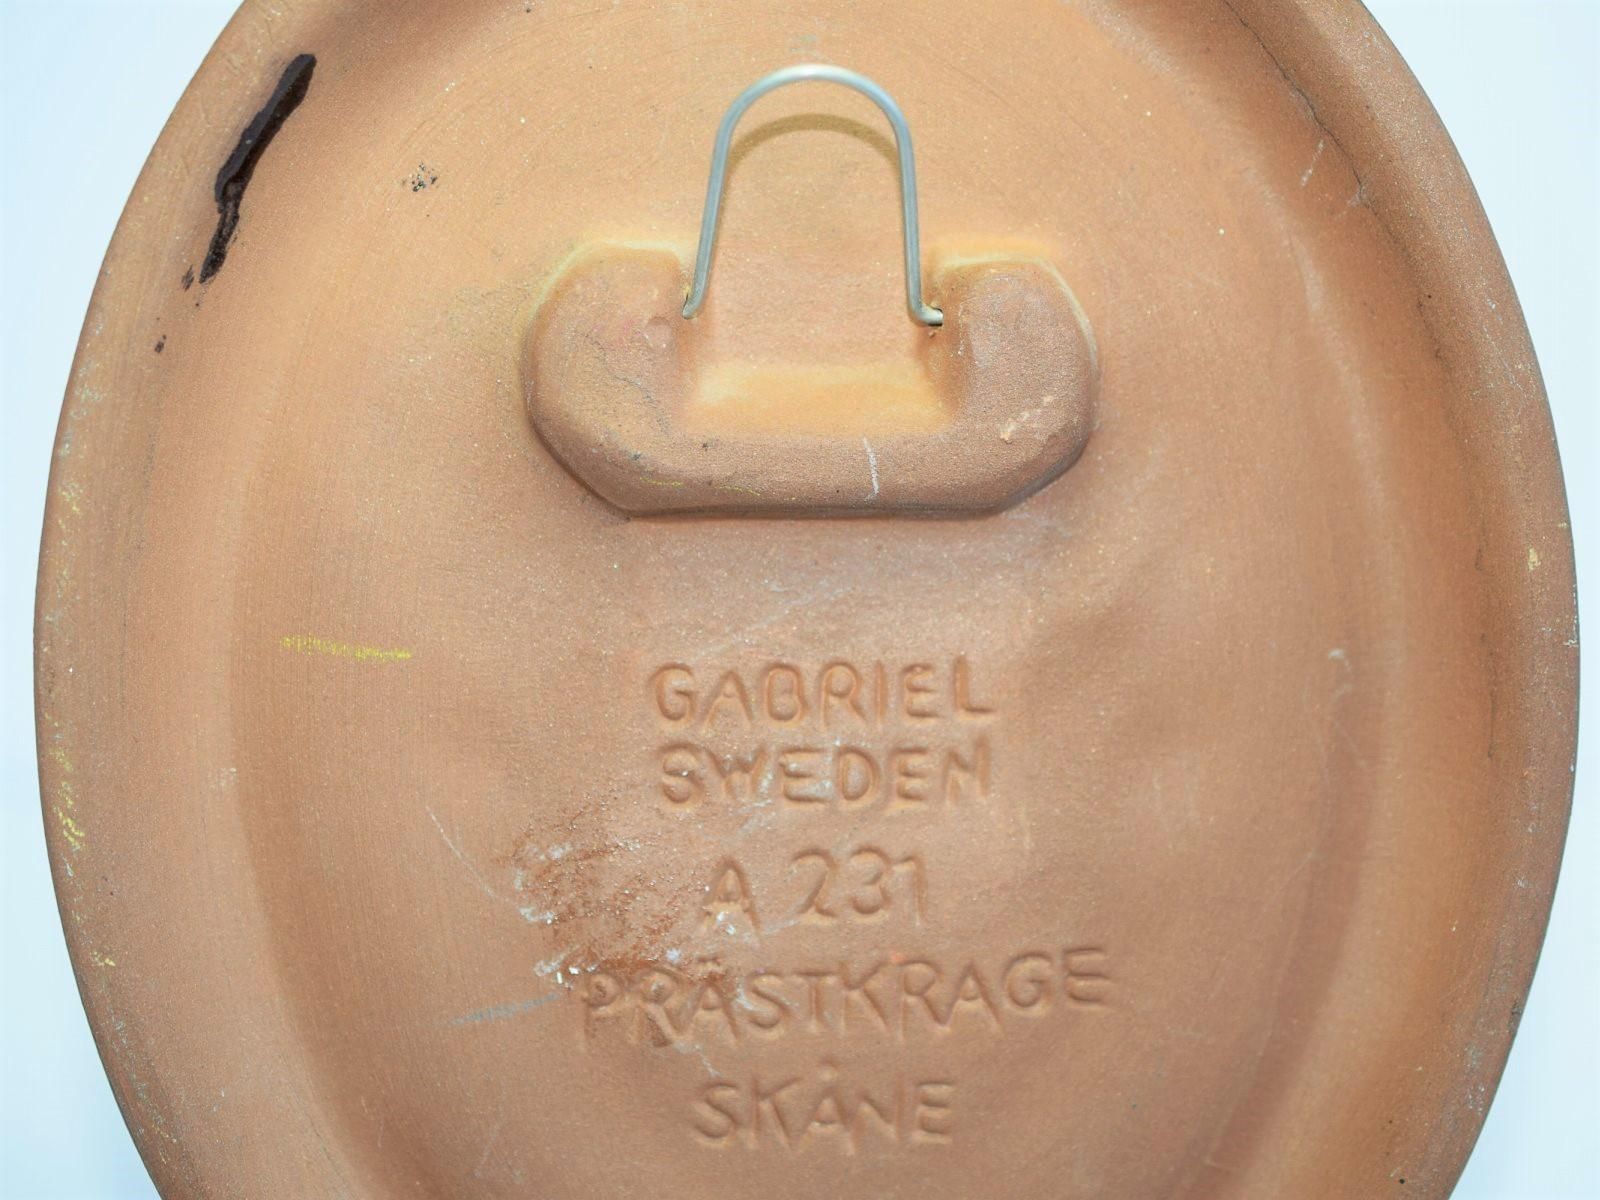 GABRIEL
SWEDEN
A 231
PRÄSTKRAGE
SKÅNE